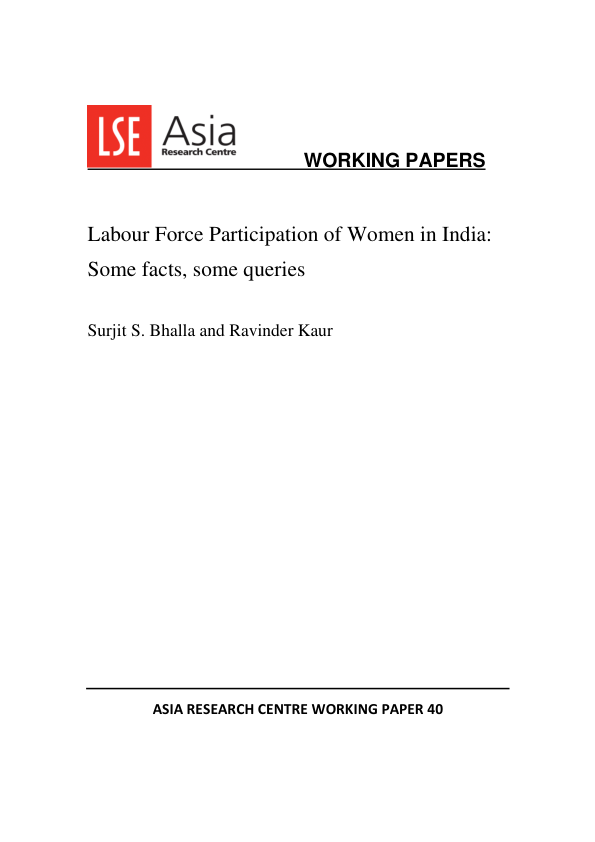 LSE Asia
Research Centre
WORKING PAPERS
Labour Force Participation of Women in India:
Some facts, some queries
Surjit S. Bhalla and Ravinder Kaur
ASIA RESEARCH CENTRE WORKING PAPER 40